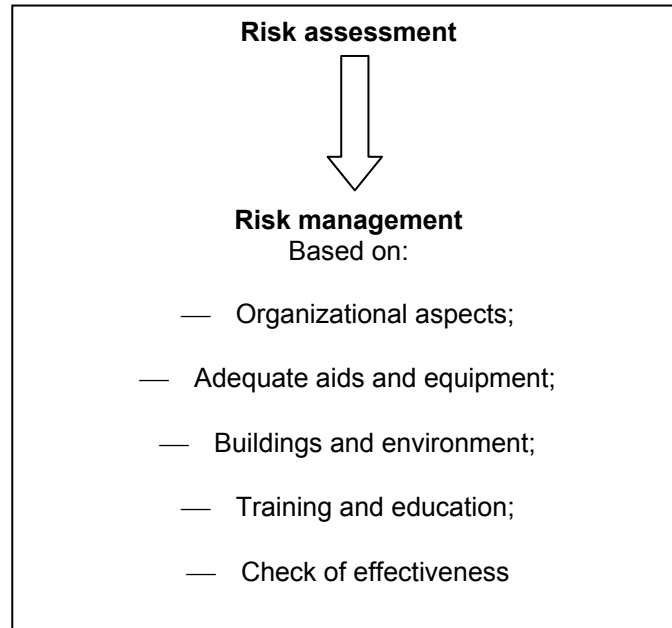 Risk assessment
Risk management
Based on:
— Organizational aspects;
— Adequate aids and equipment;
— Buildings and environment;
— Training and education;
— Check of effectiveness